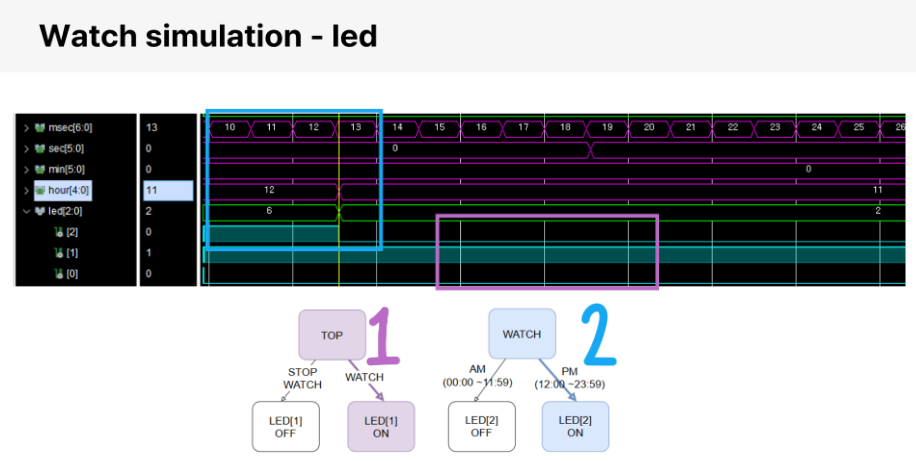 Watch simulation - led
msec[6:0] 13 10 11 12 13 14 15 16 17 18 19 20 21 22 23 24 25 26
sec[5:0] 0 0
min[5:0] 0 0
hour[4:0] 11 12 11
led[2:0] 2 6 2
[2] 0
[1] 1
[0] 0
TOP 1 WATCH 2
STOP
WATCH
WATCH
AM
(00:00 ~11:59)
PM
(12:00 ~23:59)
LED[1]
OFF
LED[1]
ON
LED[2]
OFF
LED[2]
ON